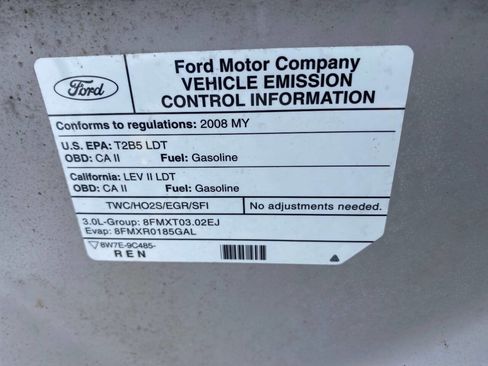 Ford
Ford Motor Company
VEHICLE EMISSION
CONTROL INFORMATION
Conforms to regulations: 2008 MY
U.S. EPA: T2B5 LDT
OBD: CA II Fuel: Gasoline
California: LEV II LDT
OBD: CA II Fuel: Gasoline
TWC/HO2S/EGR/SFI No adjustments needed.
3.0L-Group: 8FMXT03.02EJ
Evap: 8FMXR0185GAL
8W7E-9C485-
REN